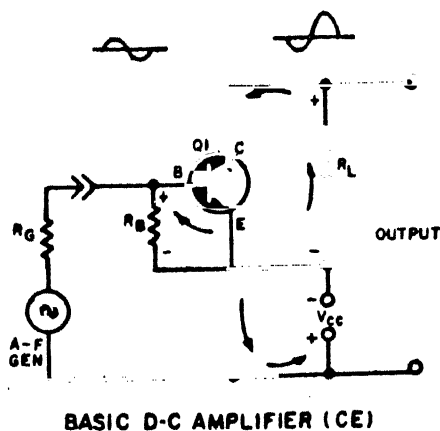 Q1
C
B
+
RG
RB
E
-
+
RL
-
OUTPUT
-
VCC
+
A-F
GEN
BASIC D-C AMPLIFIER (CE)